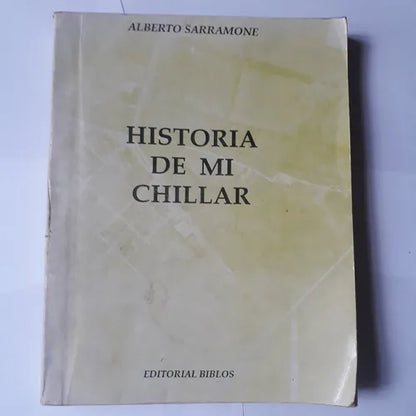 ALBERTO SARRAMONE
HISTORIA
DE MI
CHILLAR
EDITORIAL BIBLOS